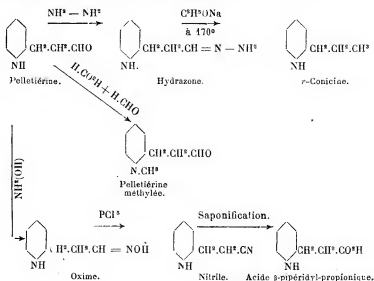 NH² — NH² C²H⁵ONa
à 170°
CH².CH².CHO CH².CH².CH = N — NH² CH².CH².CH³
NH NH. NH
Pelletiérine. Hydrazone. r-Conicine.
H.CO²H + H.CHO
CH².CH².CHO
N.CH³
Pelletiérine
méthylée.
NH²(OH)
PCl⁵ Saponification.
H².CH².CH = NOH CH².CH².CN CH².CH².CO²H
NH NH NH
Oxime. Nitrile. Acide β-pipéridyl-propionique.